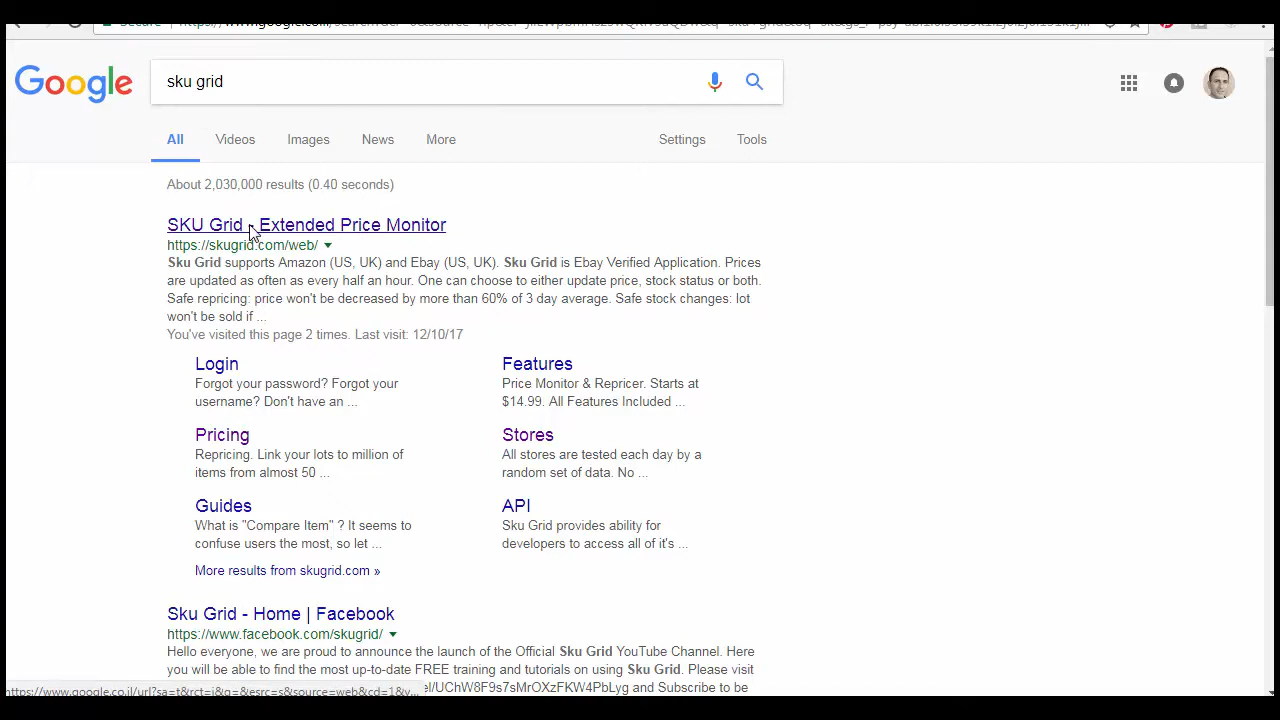 Google
sku grid
All Videos Images News More Settings Tools
About 2,030,000 results (0.40 seconds)
SKU Grid - Extended Price Monitor
https://skugrid.com/web/
Sku Grid supports Amazon (US, UK) and Ebay (US, UK). Sku Grid is Ebay Verified Application. Prices
are updated as often as every half an hour. One can choose to either update price, stock status or both.
Safe repricing: price won't be decreased by more than 60% of 3 day average. Safe stock changes: lot
won't be sold if ...
You've visited this page 2 times. Last visit: 12/10/17
Login
Forgot your password? Forgot your
username? Don't have an ...
Features
Price Monitor & Repricer. Starts at
$14.99. All Features Included ...
Pricing
Repricing. Link your lots to million of
items from almost 50 ...
Stores
All stores are tested each day by a
random set of data. No ...
Guides
What is "Compare Item" ? It seems to
confuse users the most, so let ...
API
Sku Grid provides ability for
developers to access all of it's ...
More results from skugrid.com »
Sku Grid - Home | Facebook
https://www.facebook.com/skugrid/
Hello everyone, we are proud to announce the launch of the Official Sku Grid YouTube Channel. Here
you will be able to find the most up-to-date FREE training and tutorials on using Sku Grid. Please visit
el/UChW8F9s7sMrOXzFKW4PbLyg and Subscribe to be
https://www.google.co.il/url?sa=t&rct=j&q=&esrc=s&source=web&cd=1&v...